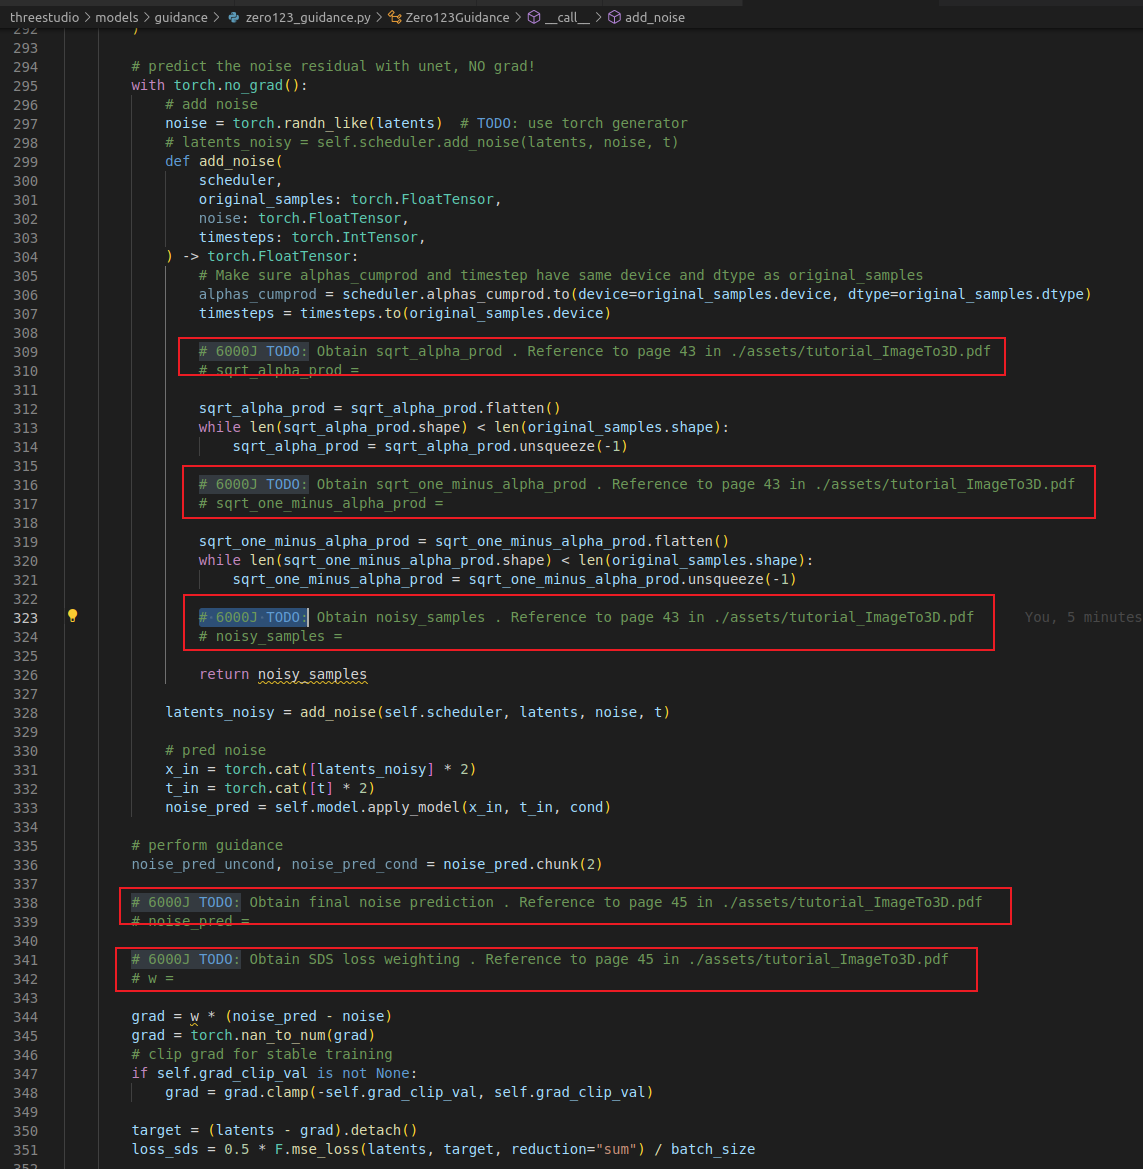 threestudio > models > guidance > zero123_guidance.py > Zero123Guidance > __call__ > add_noise
292 )
293
294 # predict the noise residual with unet, NO grad!
295 with torch.no_grad():
296 # add noise
297 noise = torch.randn_like(latents)  # TODO: use torch generator
298 # latents_noisy = self.scheduler.add_noise(latents, noise, t)
299 def add_noise(
300 scheduler,
301 original_samples: torch.FloatTensor,
302 noise: torch.FloatTensor,
303 timesteps: torch.IntTensor,
304 ) -> torch.FloatTensor:
305 # Make sure alphas_cumprod and timestep have same device and dtype as original_samples
306 alphas_cumprod = scheduler.alphas_cumprod.to(device=original_samples.device, dtype=original_samples.dtype)
307 timesteps = timesteps.to(original_samples.device)
308
309 # 6000J TODO: Obtain sqrt_alpha_prod . Reference to page 43 in ./assets/tutorial_ImageTo3D.pdf
310 # sqrt_alpha_prod =
311
312 sqrt_alpha_prod = sqrt_alpha_prod.flatten()
313 while len(sqrt_alpha_prod.shape) < len(original_samples.shape):
314 sqrt_alpha_prod = sqrt_alpha_prod.unsqueeze(-1)
315
316 # 6000J TODO: Obtain sqrt_one_minus_alpha_prod . Reference to page 43 in ./assets/tutorial_ImageTo3D.pdf
317 # sqrt_one_minus_alpha_prod =
318
319 sqrt_one_minus_alpha_prod = sqrt_one_minus_alpha_prod.flatten()
320 while len(sqrt_one_minus_alpha_prod.shape) < len(original_samples.shape):
321 sqrt_one_minus_alpha_prod = sqrt_one_minus_alpha_prod.unsqueeze(-1)
322
323 # 6000J TODO: Obtain noisy_samples . Reference to page 43 in ./assets/tutorial_ImageTo3D.pdf You, 5 minutes
324 # noisy_samples =
325
326 return noisy_samples
327
328 latents_noisy = add_noise(self.scheduler, latents, noise, t)
329
330 # pred noise
331 x_in = torch.cat([latents_noisy] * 2)
332 t_in = torch.cat([t] * 2)
333 noise_pred = self.model.apply_model(x_in, t_in, cond)
334
335 # perform guidance
336 noise_pred_uncond, noise_pred_cond = noise_pred.chunk(2)
337
338 # 6000J TODO: Obtain final noise prediction . Reference to page 45 in ./assets/tutorial_ImageTo3D.pdf
339 # noise_pred =
340
341 # 6000J TODO: Obtain SDS loss weighting . Reference to page 45 in ./assets/tutorial_ImageTo3D.pdf
342 # w =
343
344 grad = w * (noise_pred - noise)
345 grad = torch.nan_to_num(grad)
346 # clip grad for stable training
347 if self.grad_clip_val is not None:
348 grad = grad.clamp(-self.grad_clip_val, self.grad_clip_val)
349
350 target = (latents - grad).detach()
351 loss_sds = 0.5 * F.mse_loss(latents, target, reduction="sum") / batch_size
352